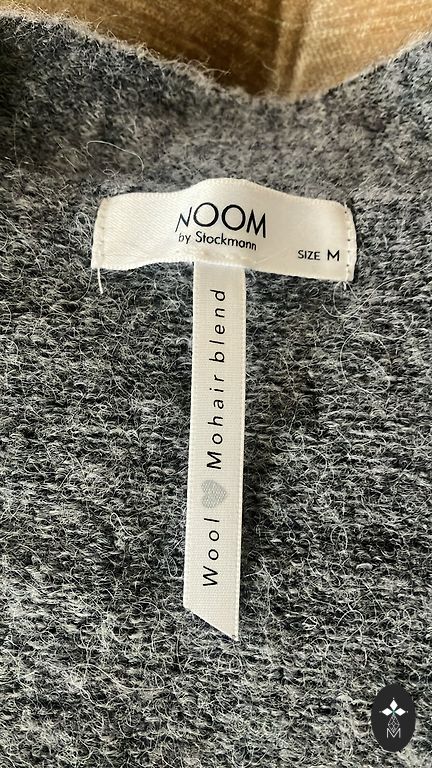 NOOM
by Stockmann
SIZE M
Wool Mohair blend
M